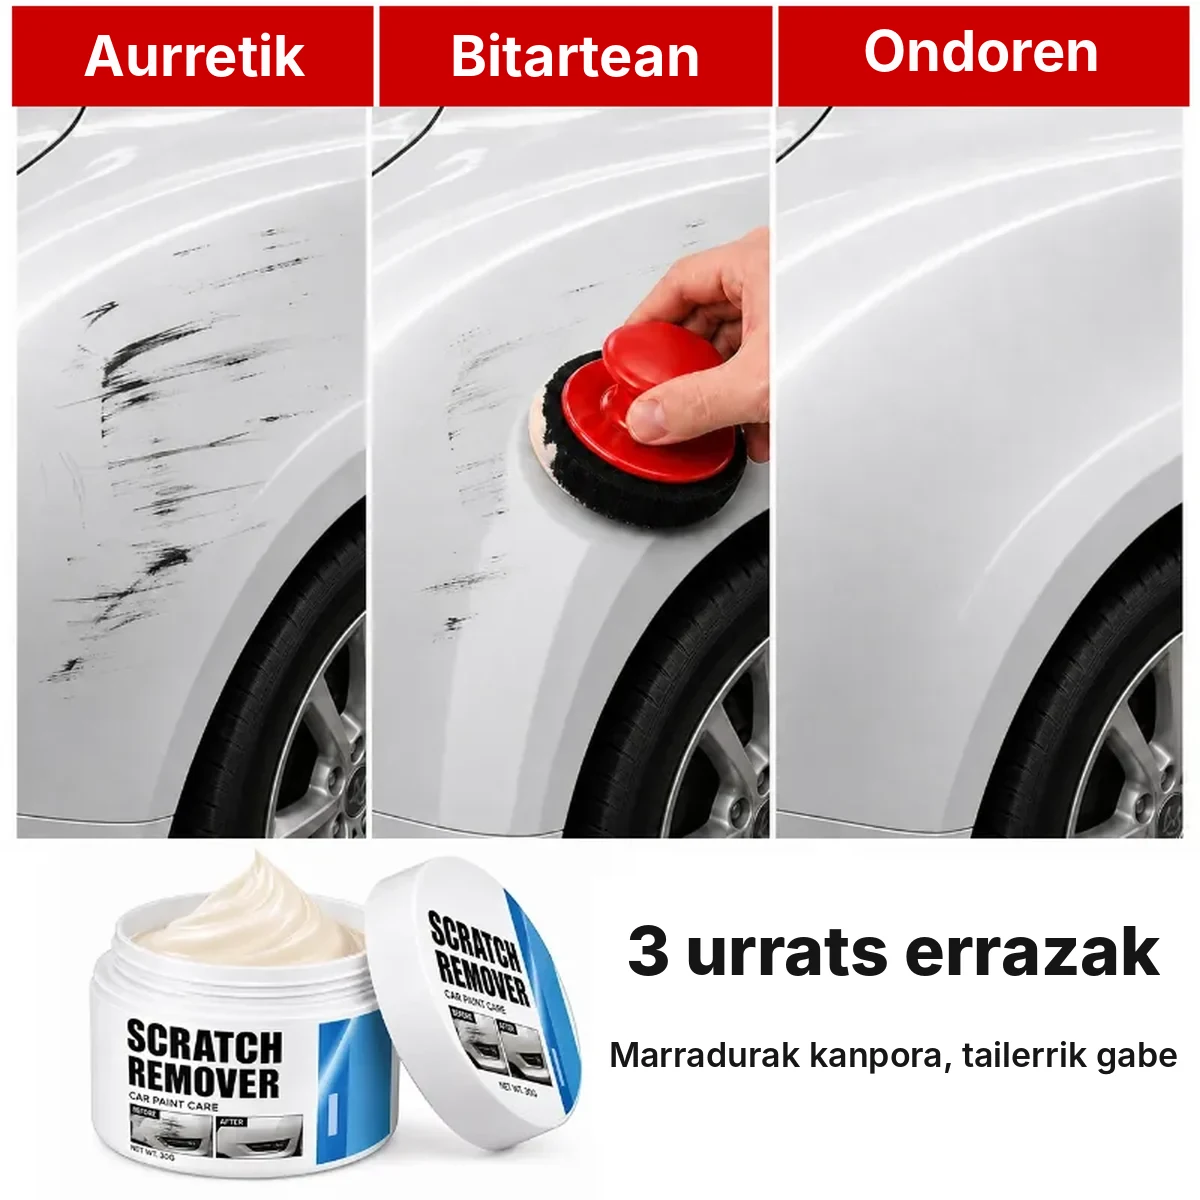 Aurretik
Bitartean
Ondoren
3 urrats errazak
Marradurak kanpora, tailerrik gabe
SCRATCH
REMOVER
CAR PAINT CARE
BEFORE
AFTER
NET WT. 30G
SCRATCH
REMOVER
CAR PAINT CARE
BEFORE
AFTER
NET WT. 30G